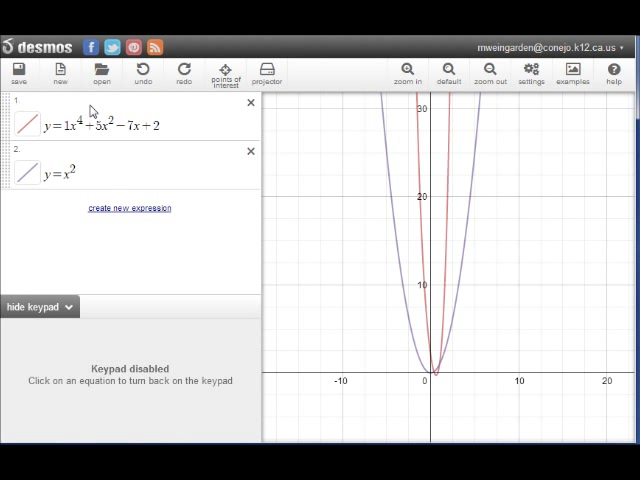 desmos
mweingarden@conejo.k12.ca.us
save new open undo redo points of interest projector zoom in default zoom out settings examples help
1.
y=1x⁴+5x²−7x+2
2.
y=x²
create new expression
hide keypad
Keypad disabled
Click on an equation to turn back on the keypad
30
20
10
-10 0 10 20